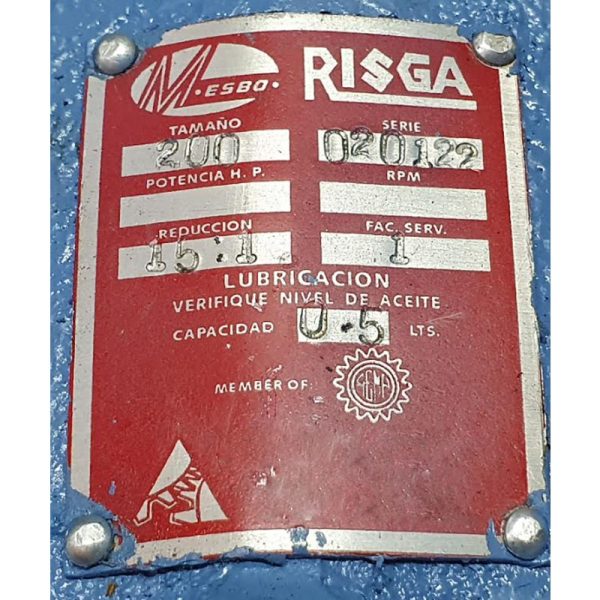 M.ESBO. RISGA
TAMAÑO SERIE
200 020122
POTENCIA H. P. RPM
REDUCCION FAC. SERV.
15:1 1
LUBRICACION
VERIFIQUE NIVEL DE ACEITE
CAPACIDAD 0.5 LTS.
MEMBER OF: AGMA